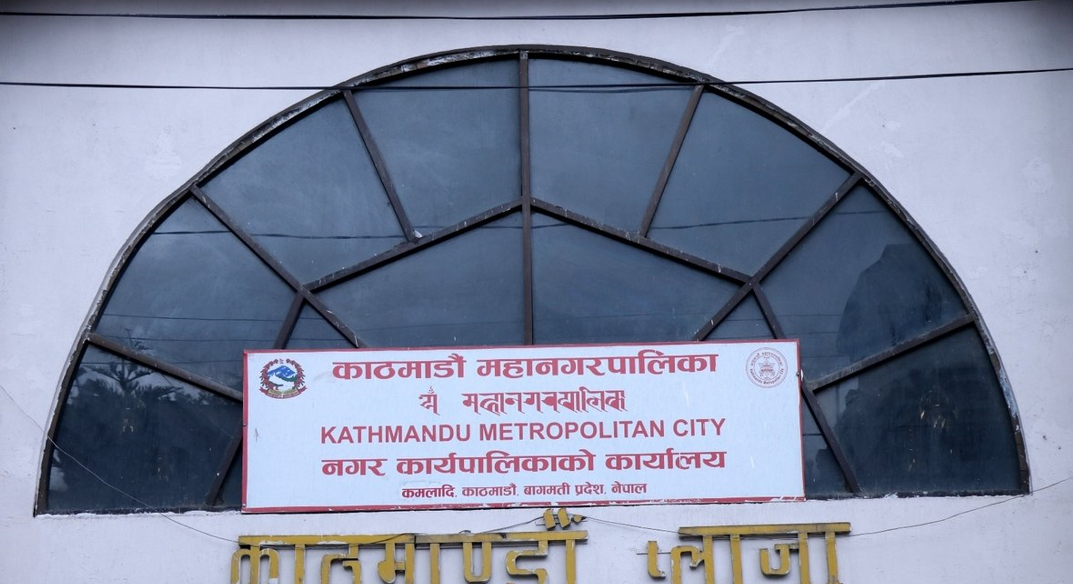 काठमाडौं महानगरपालिका
KATHMANDU METROPOLITAN CITY
नगर कार्यपालिकाको कार्यालय
कमलादि, काठमाडौं, बागमती प्रदेश, नेपाल
काठमाण्डौं प्लाजा